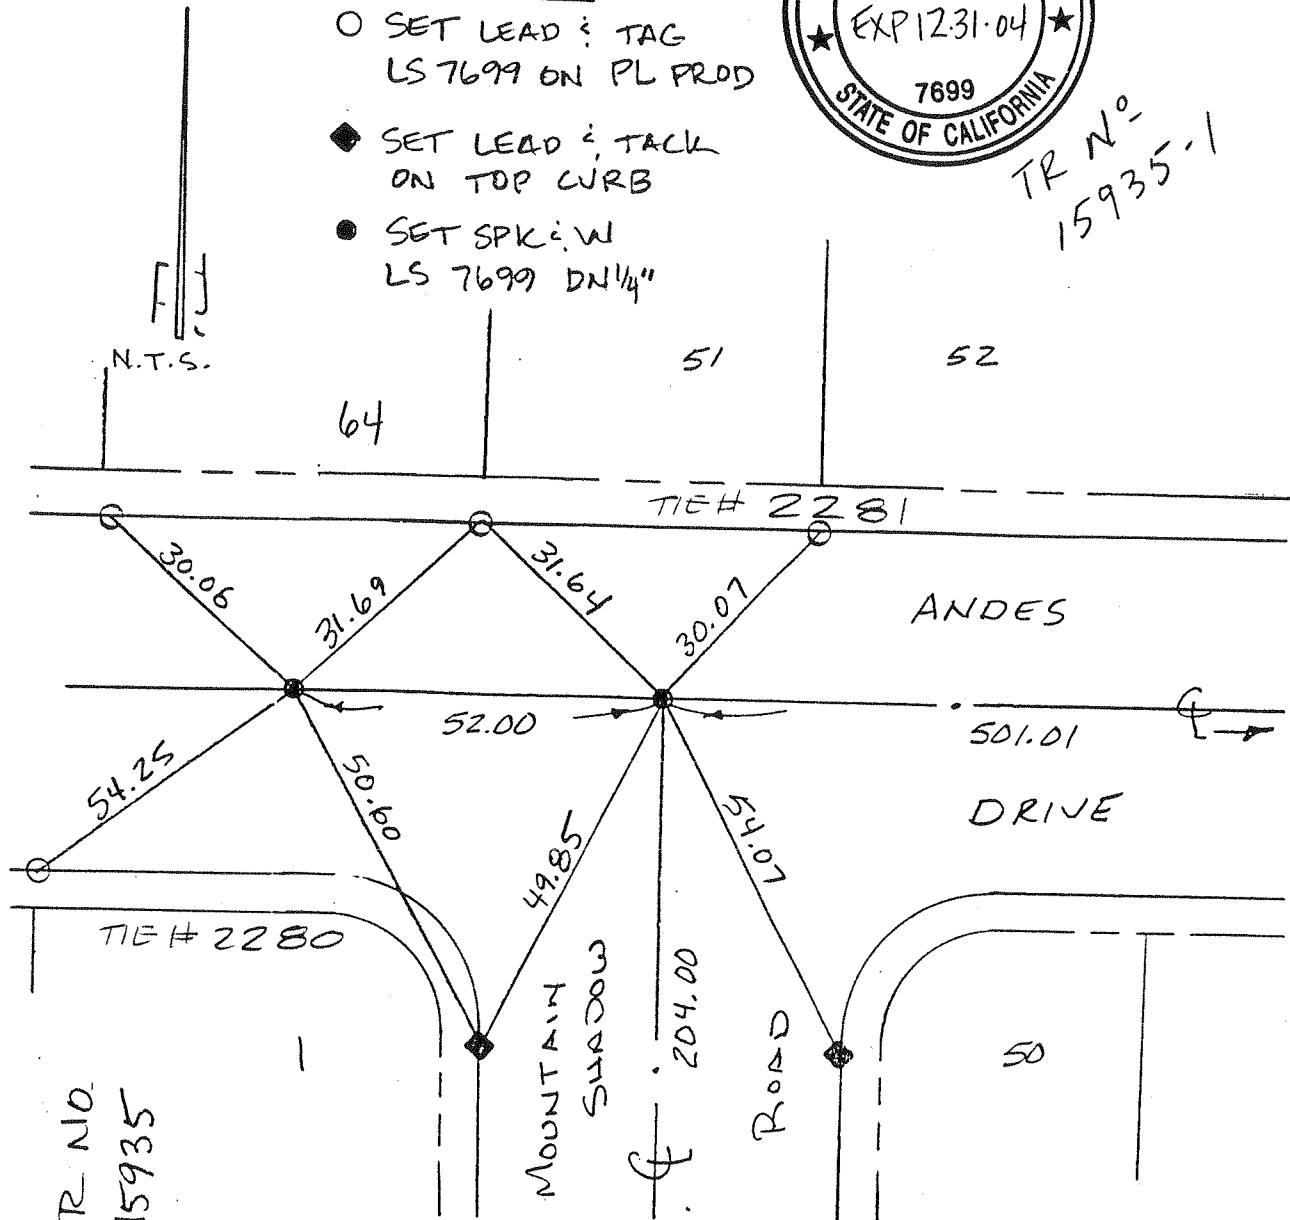 SET LEAD & TAG
LS 7699 ON PL PROD
SET LEAD & TACK
ON TOP CURB
SET SPK & W
LS 7699 DN 1/4"
EXP 12·31·04
7699
STATE OF CALIFORNIA
TR Nº
15935-1
N.T.S.
64
51
52
TIE # 2281
30.06
31.69
31.64
30.07
ANDES
52.00
501.01
℄
DRIVE
54.25
50.60
49.85
54.07
TIE # 2280
MOUNTAIN
SHADOW
204.00
ROAD
℄
1
50
TR NO.
15935